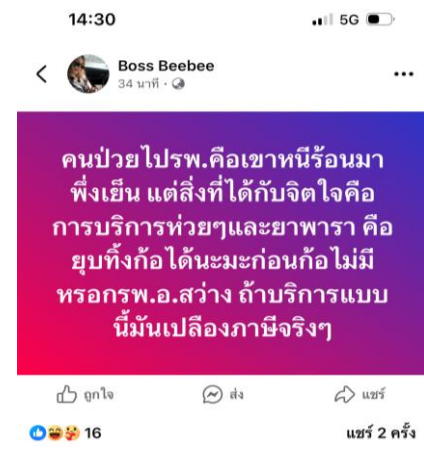 14:30
5G
Boss Beebee
34 นาที
คนป่วยไปรพ.คือเขาหนีร้อนมา
พึ่งเย็น แต่สิ่งที่ได้กับจิตใจคือ
การบริการห่วยๆและยาพารา คือ
ยุบทิ้งก้อได้นะมะก่อนก้อไม่มี
หรอกรพ.อ.สว่าง ถ้าบริการแบบ
นี้มันเปลืองภาษีจริงๆ
ถูกใจ
ส่ง
แชร์
16
แชร์ 2 ครั้ง